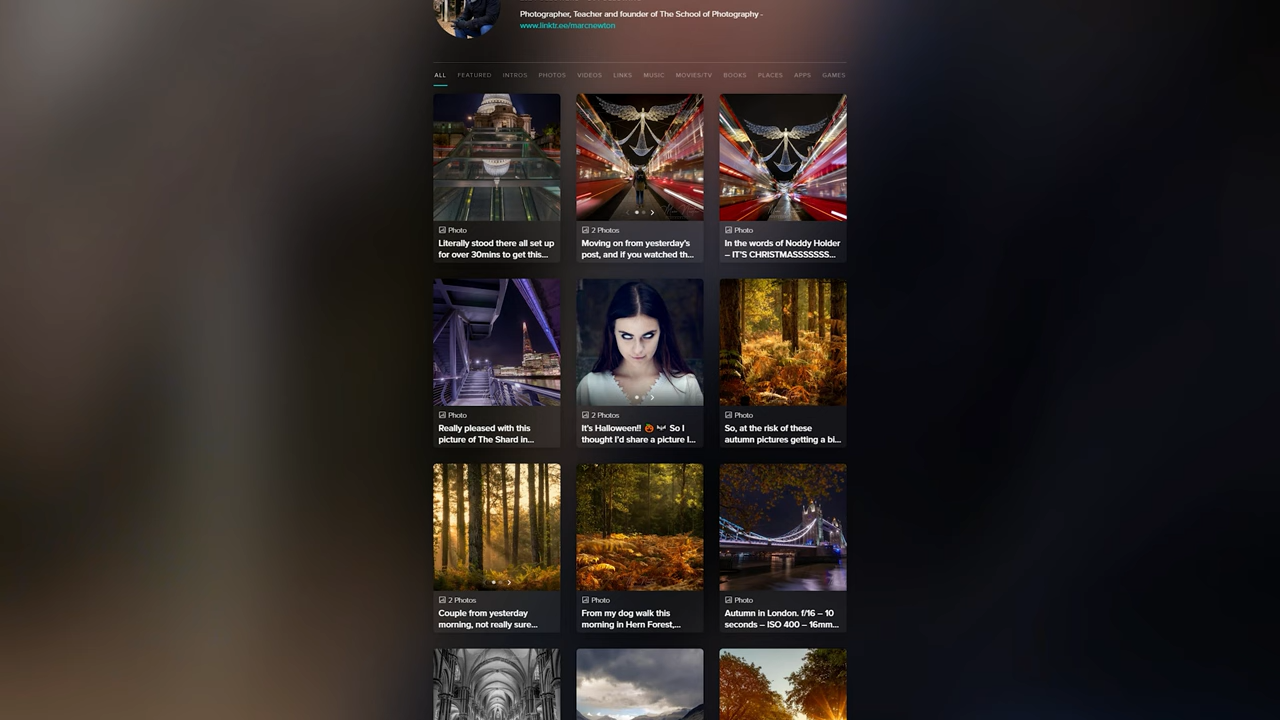 Photographer, Teacher and founder of The School of Photography -
www.linktr.ee/marcnewton
ALL FEATURED INTROS PHOTOS VIDEOS LINKS MUSIC MOVIES/TV BOOKS PLACES APPS GAMES
Photo
Literally stood there all set up
for over 30mins to get this...
2 Photos
Moving on from yesterday's
post, and if you watched th...
Photo
In the words of Noddy Holder
– IT'S CHRISTMASSSSSSS...
Photo
Really pleased with this
picture of The Shard in...
2 Photos
It's Halloween!! 🎃 🦇 So I
thought I'd share a picture I...
Photo
So, at the risk of these
autumn pictures getting a bi...
2 Photos
Couple from yesterday
morning, not really sure...
Photo
From my dog walk this
morning in Hern Forest,...
Photo
Autumn in London. f/16 – 10
seconds – ISO 400 – 16mm...